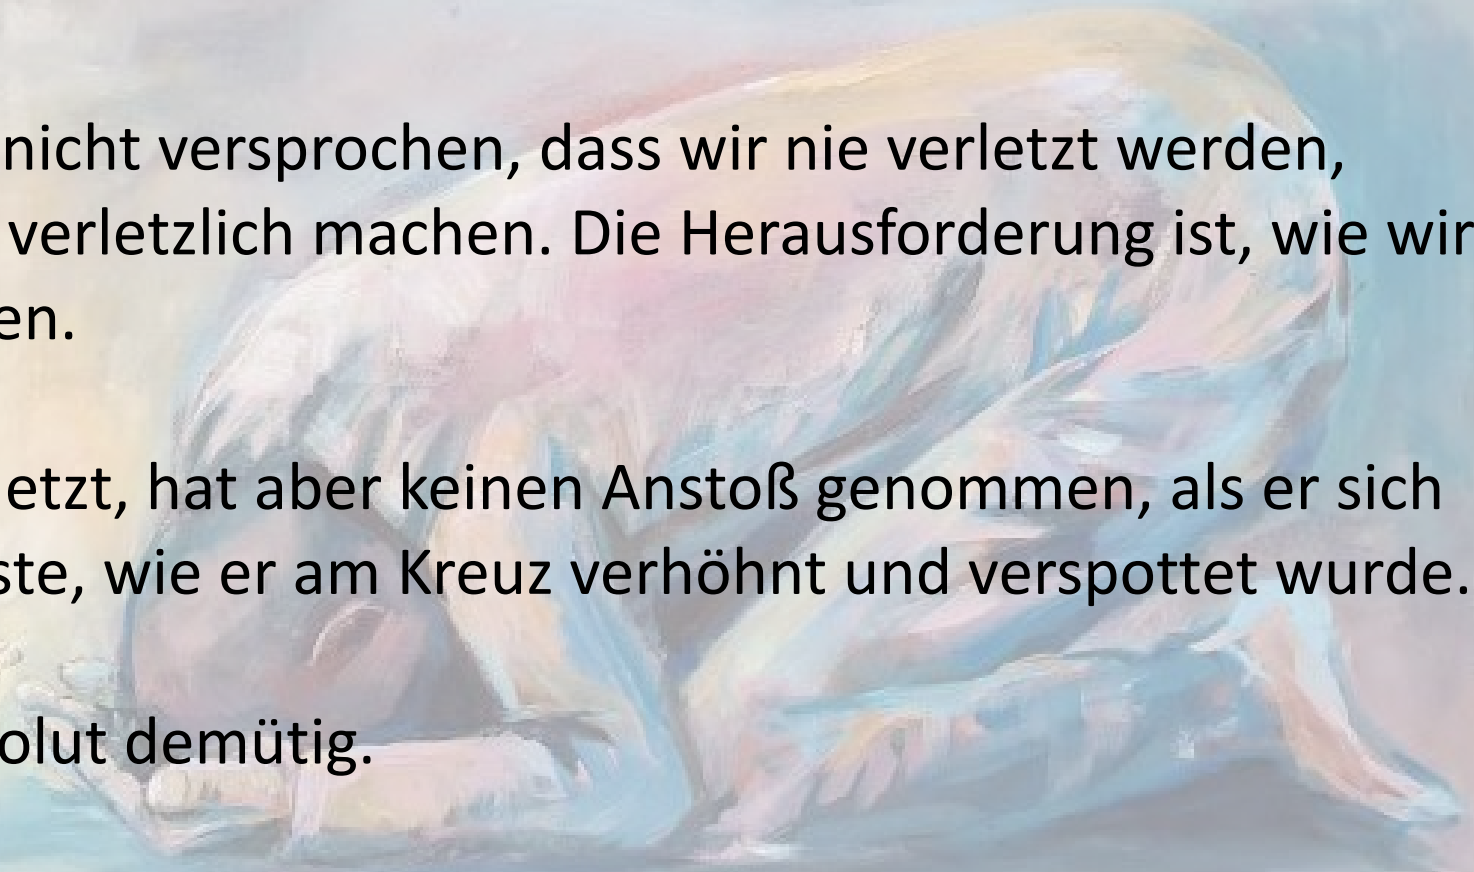 nicht versprochen, dass wir nie verletzt werden,
verletzlich machen. Die Herausforderung ist, wie wir
en.
etzt, hat aber keinen Anstoß genommen, als er sich
ste, wie er am Kreuz verhöhnt und verspottet wurde.
olut demütig.